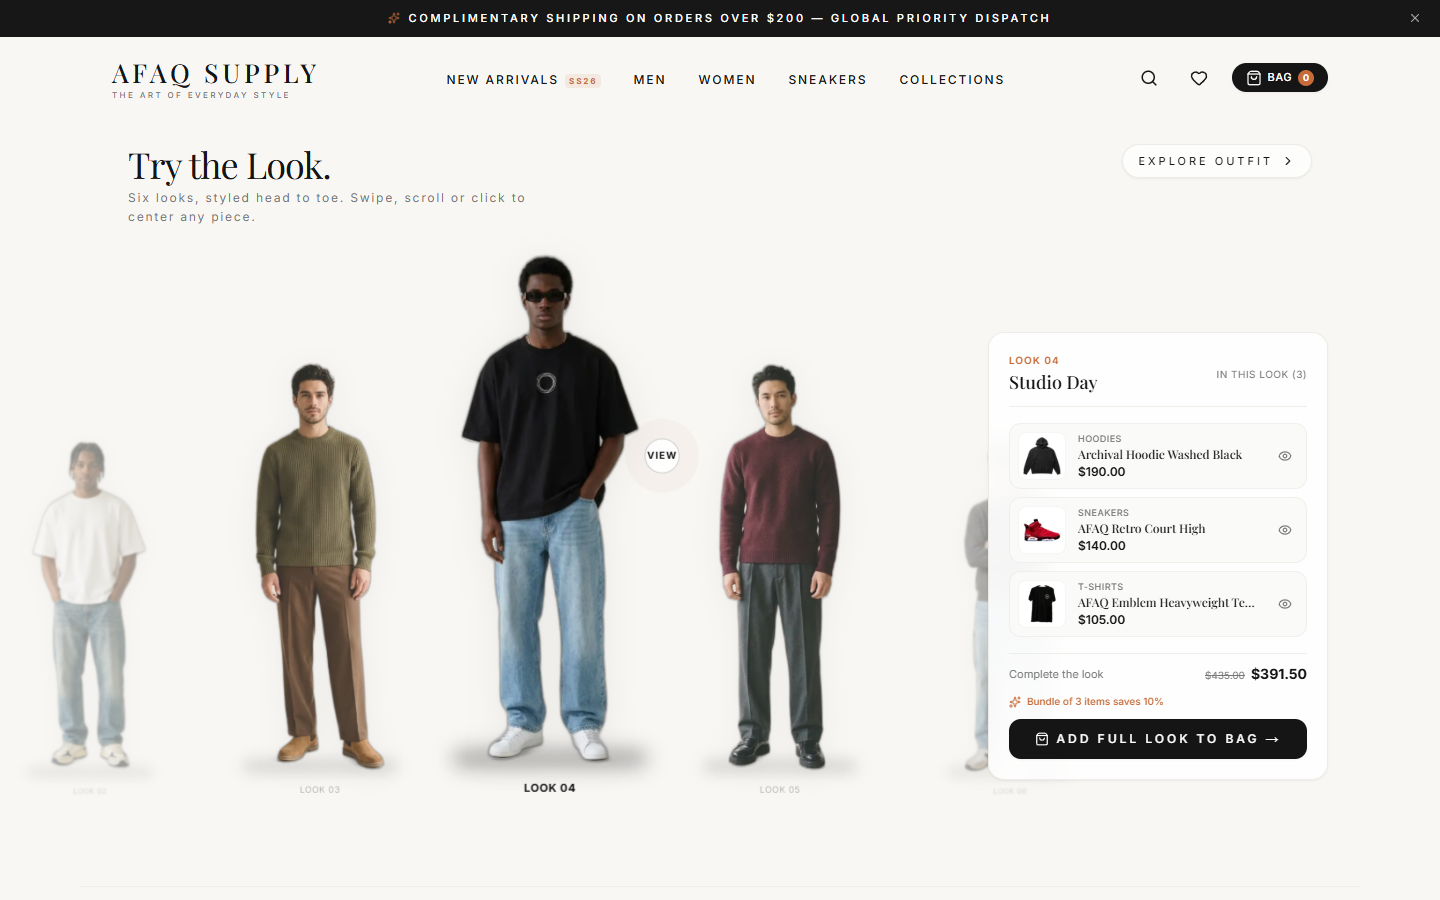 COMPLIMENTARY SHIPPING ON ORDERS OVER $200 — GLOBAL PRIORITY DISPATCH
AFAQ SUPPLY
THE ART OF EVERYDAY STYLE
NEW ARRIVALS SS26 MEN WOMEN SNEAKERS COLLECTIONS
BAG 0
Try the Look.
EXPLORE OUTFIT
Six looks, styled head to toe. Swipe, scroll or click to
center any piece.
VIEW
LOOK 02
LOOK 03
LOOK 04
LOOK 05
LOOK 06
LOOK 04
Studio Day
IN THIS LOOK (3)
HOODIES
Archival Hoodie Washed Black
$190.00
SNEAKERS
AFAQ Retro Court High
$140.00
T-SHIRTS
AFAQ Emblem Heavyweight Te...
$105.00
Complete the look $435.00 $391.50
Bundle of 3 items saves 10%
ADD FULL LOOK TO BAG →